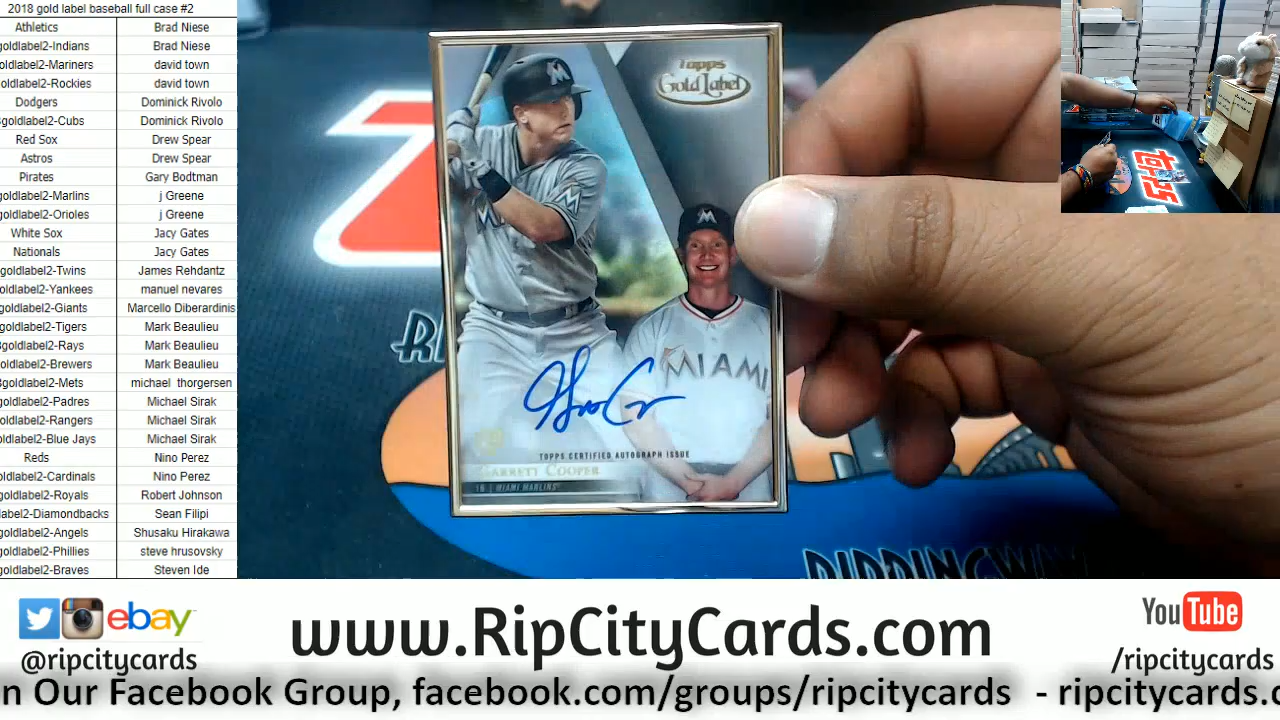 2018 gold label baseball full case #2
Athletics Brad Niese
goldlabel2-Indians Brad Niese
oldlabel2-Mariners david town
oldlabel2-Rockies david town
Dodgers Dominick Rivolo
goldlabel2-Cubs Dominick Rivolo
Red Sox Drew Spear
Astros Drew Spear
Pirates Gary Bodtman
goldlabel2-Marlins j Greene
goldlabel2-Orioles j Greene
White Sox Jacy Gates
Nationals Jacy Gates
goldlabel2-Twins James Rehdantz
oldlabel2-Yankees manuel nevares
goldlabel2-Giants Marcello Diberardinis
goldlabel2-Tigers Mark Beaulieu
goldlabel2-Rays Mark Beaulieu
oldlabel2-Brewers Mark Beaulieu
goldlabel2-Mets michael thorgersen
oldlabel2-Padres Michael Sirak
oldlabel2-Rangers Michael Sirak
ldlabel2-Blue Jays Michael Sirak
Reds Nino Perez
oldlabel2-Cardinals Nino Perez
oldlabel2-Royals Robert Johnson
label2-Diamondbacks Sean Filipi
goldlabel2-Angels Shusaku Hirakawa
goldlabel2-Phillies steve hrusovsky
goldlabel2-Braves Steven Ide
Topps
Gold Label
M
MIAMI
TOPPS CERTIFIED AUTOGRAPH ISSUE
GARRETT COOPER
1B | MIAMI MARLINS
ebay
@ripcitycards
www.RipCityCards.com
YouTube
/ripcitycards
n Our Facebook Group, facebook.com/groups/ripcitycards - ripcitycards.c